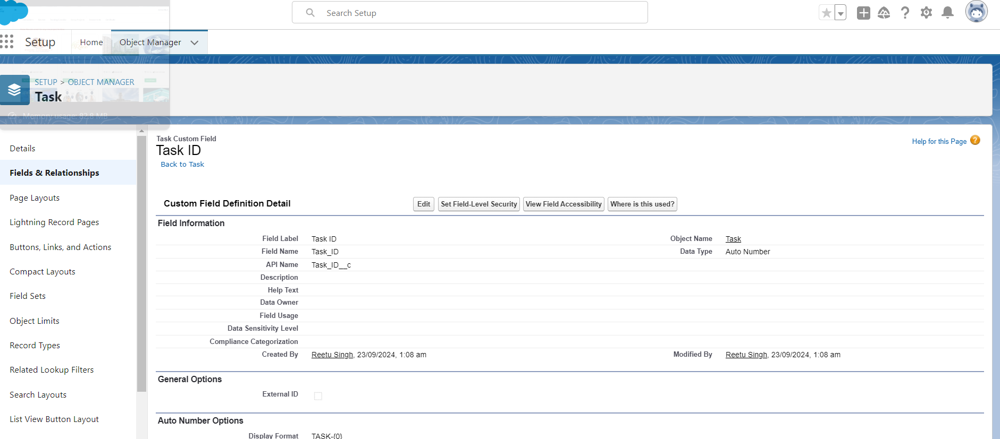 Search Setup
Setup
Home
Object Manager
SETUP > OBJECT MANAGER
Task
Memory usage: 82.8 MB
Details
Fields & Relationships
Page Layouts
Lightning Record Pages
Buttons, Links, and Actions
Compact Layouts
Field Sets
Object Limits
Record Types
Related Lookup Filters
Search Layouts
List View Button Layout
Task Custom Field
Task ID
Back to Task
Help for this Page
Custom Field Definition Detail
Edit
Set Field-Level Security
View Field Accessibility
Where is this used?
Field Information
Field Label Task ID Object Name Task
Field Name Task_ID Data Type Auto Number
API Name Task_ID__c
Description
Help Text
Data Owner
Field Usage
Data Sensitivity Level
Compliance Categorization
Created By Reetu Singh, 23/09/2024, 1:08 am Modified By Reetu Singh, 23/09/2024, 1:08 am
General Options
External ID
Auto Number Options
Display Format TASK-{0}